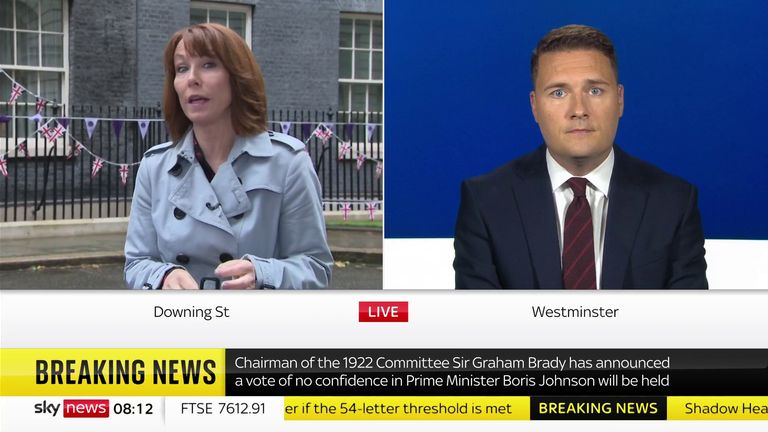 Downing St
LIVE
Westminster
BREAKING NEWS
Chairman of the 1922 Committee Sir Graham Brady has announced
a vote of no confidence in Prime Minister Boris Johnson will be held
sky news 08:12 FTSE 7612.91 er if the 54-letter threshold is met BREAKING NEWS Shadow Hea